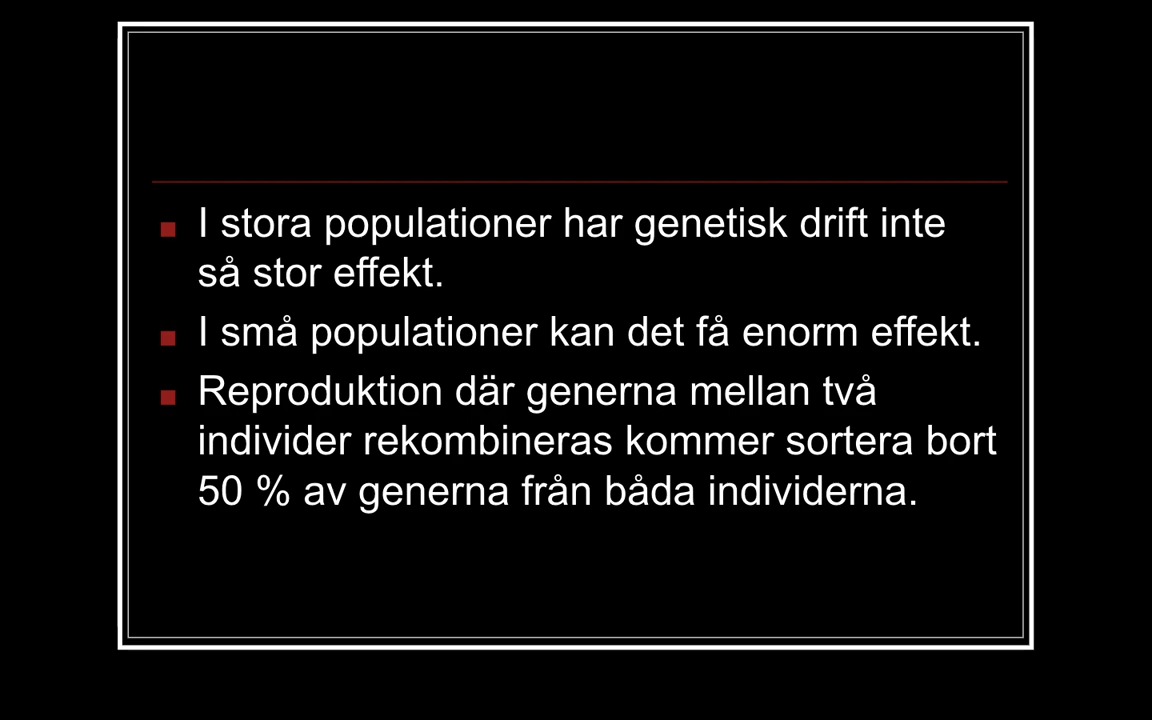 I stora populationer har genetisk drift inte
så stor effekt.
I små populationer kan det få enorm effekt.
Reproduktion där generna mellan två
individer rekombineras kommer sortera bort
50 % av generna från båda individerna.